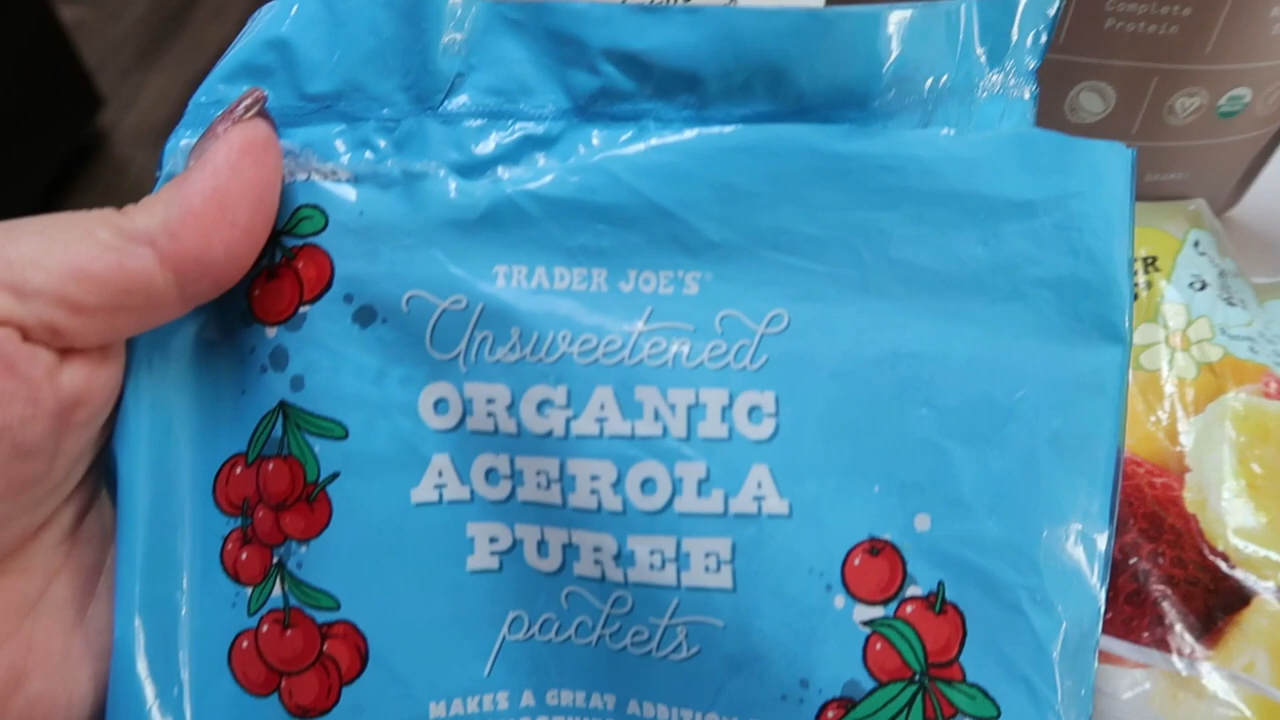 Complete
Protein
TRADER JOE'S
Unsweetened
ORGANIC
ACEROLA
PUREE
packets
MAKES A GREAT ADDITION